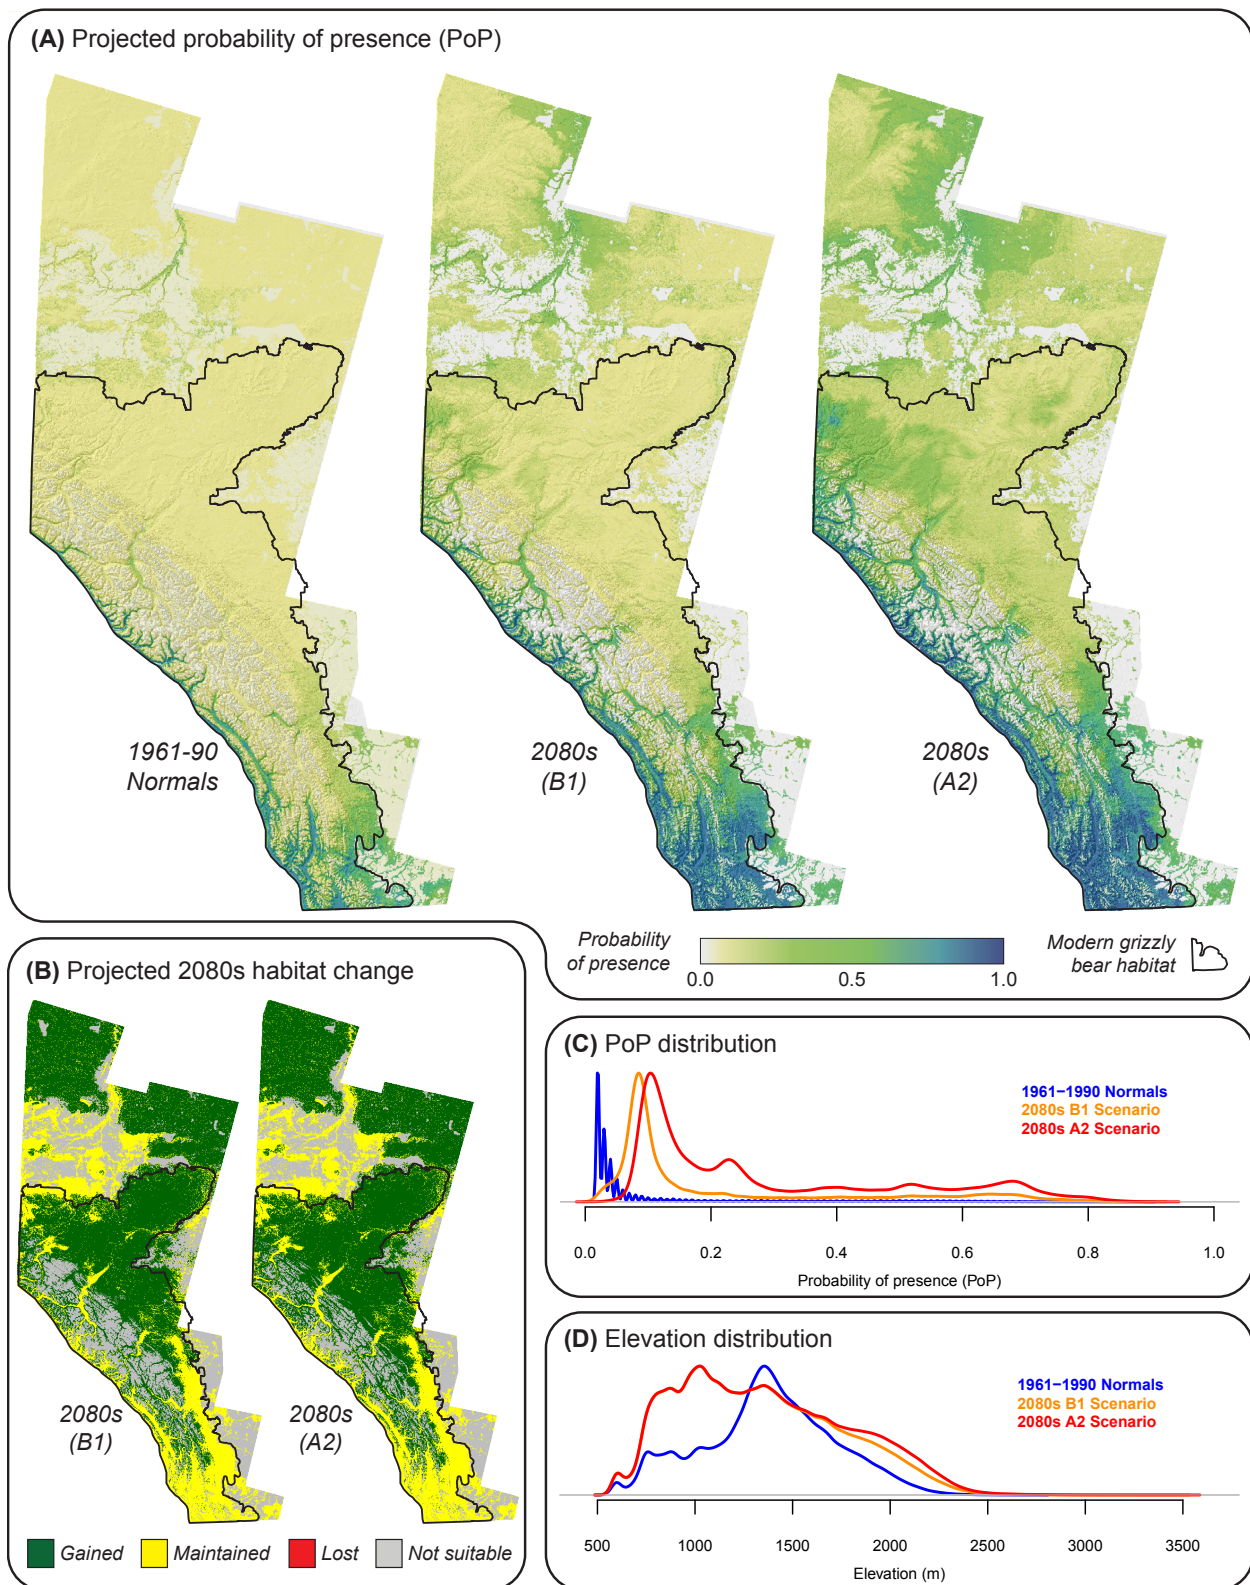 (A) Projected probability of presence (PoP)
1961-90
Normals
2080s
(B1)
2080s
(A2)
Probability
of presence
0.0
0.5
1.0
Modern grizzly
bear habitat
(B) Projected 2080s habitat change
2080s
(B1)
2080s
(A2)
Gained
Maintained
Lost
Not suitable
(C) PoP distribution
1961−1990 Normals
2080s B1 Scenario
2080s A2 Scenario
0.0 0.2 0.4 0.6 0.8 1.0
Probability of presence (PoP)
(D) Elevation distribution
1961−1990 Normals
2080s B1 Scenario
2080s A2 Scenario
500 1000 1500 2000 2500 3000 3500
Elevation (m)